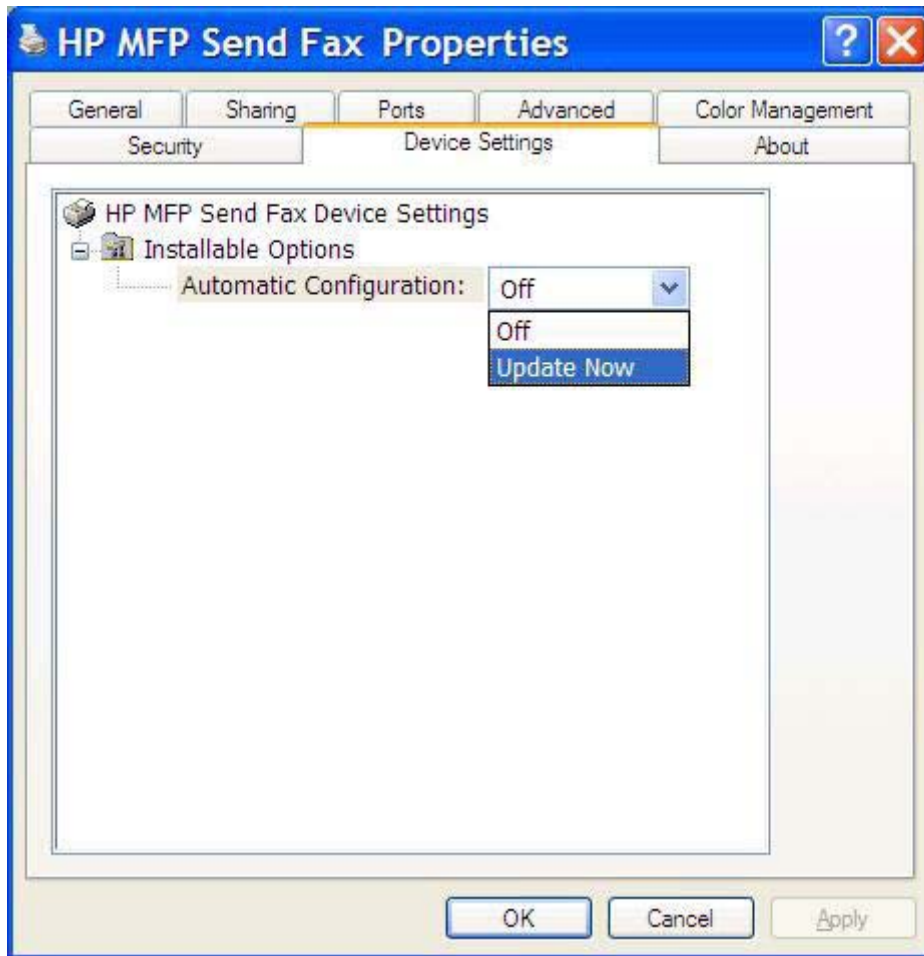 HP MFP Send Fax Properties
General Sharing Ports Advanced Color Management
Security Device Settings About
HP MFP Send Fax Device Settings
Installable Options
Automatic Configuration: Off
Off
Update Now
OK Cancel Apply